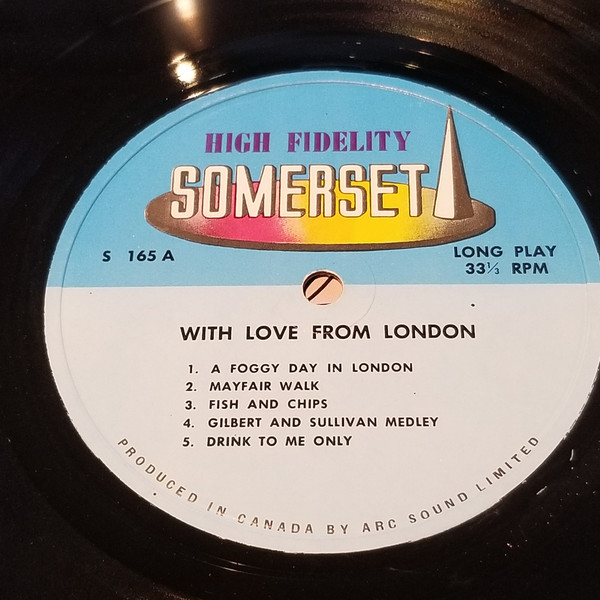 HIGH FIDELITY
SOMERSET
S 165 A
LONG PLAY
33⅓ RPM
WITH LOVE FROM LONDON
1. A FOGGY DAY IN LONDON
2. MAYFAIR WALK
3. FISH AND CHIPS
4. GILBERT AND SULLIVAN MEDLEY
5. DRINK TO ME ONLY
PRODUCED IN CANADA BY ARC SOUND LIMITED